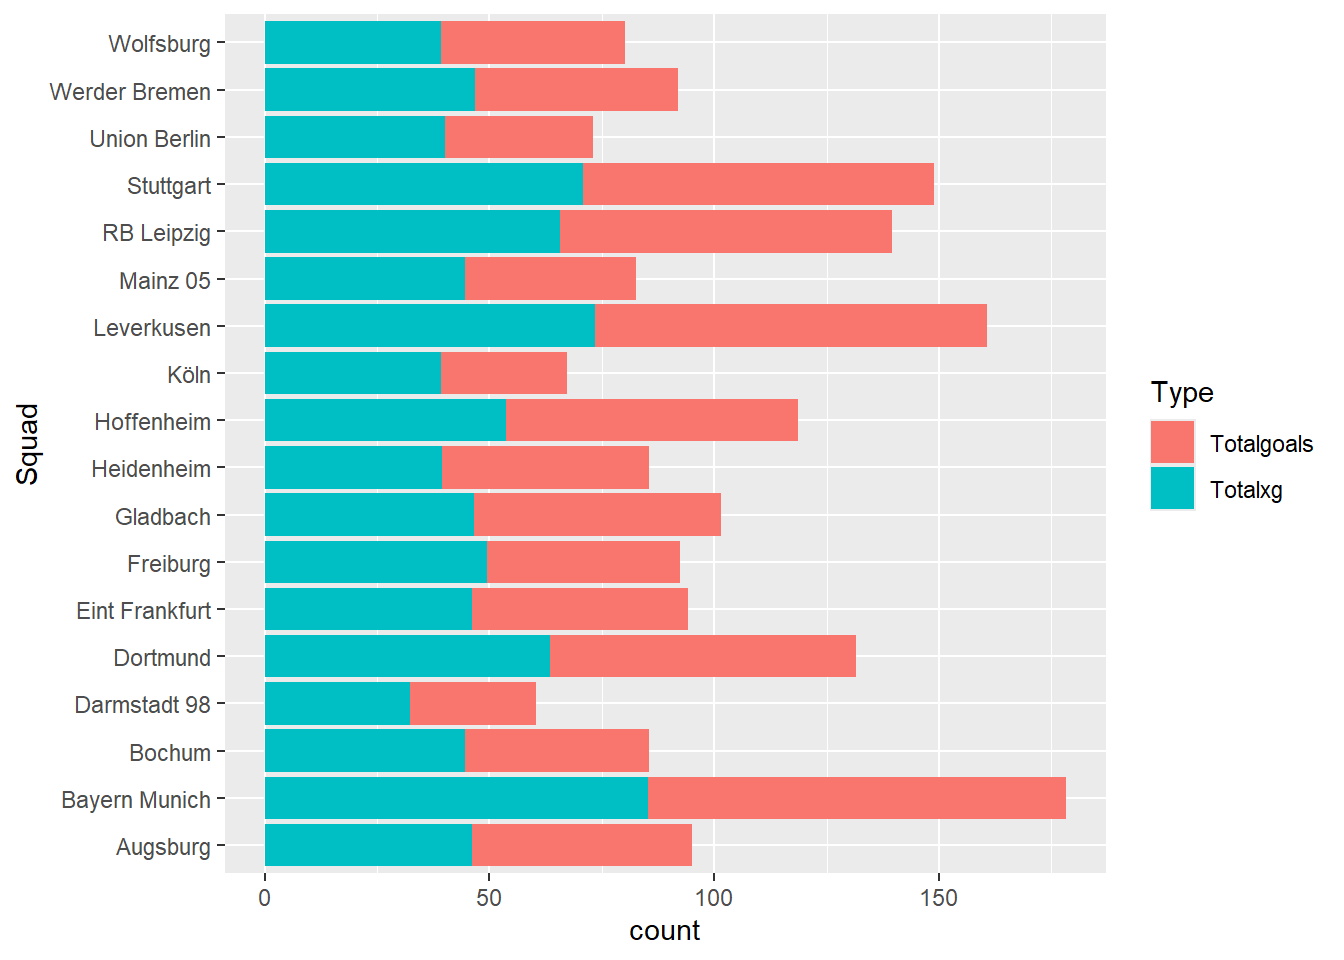 Wolfsburg
Werder Bremen
Union Berlin
Stuttgart
RB Leipzig
Mainz 05
Leverkusen
Köln
Hoffenheim
Heidenheim
Gladbach
Freiburg
Eint Frankfurt
Dortmund
Darmstadt 98
Bochum
Bayern Munich
Augsburg
Squad
0 50 100 150
count
Type
Totalgoals
Totalxg